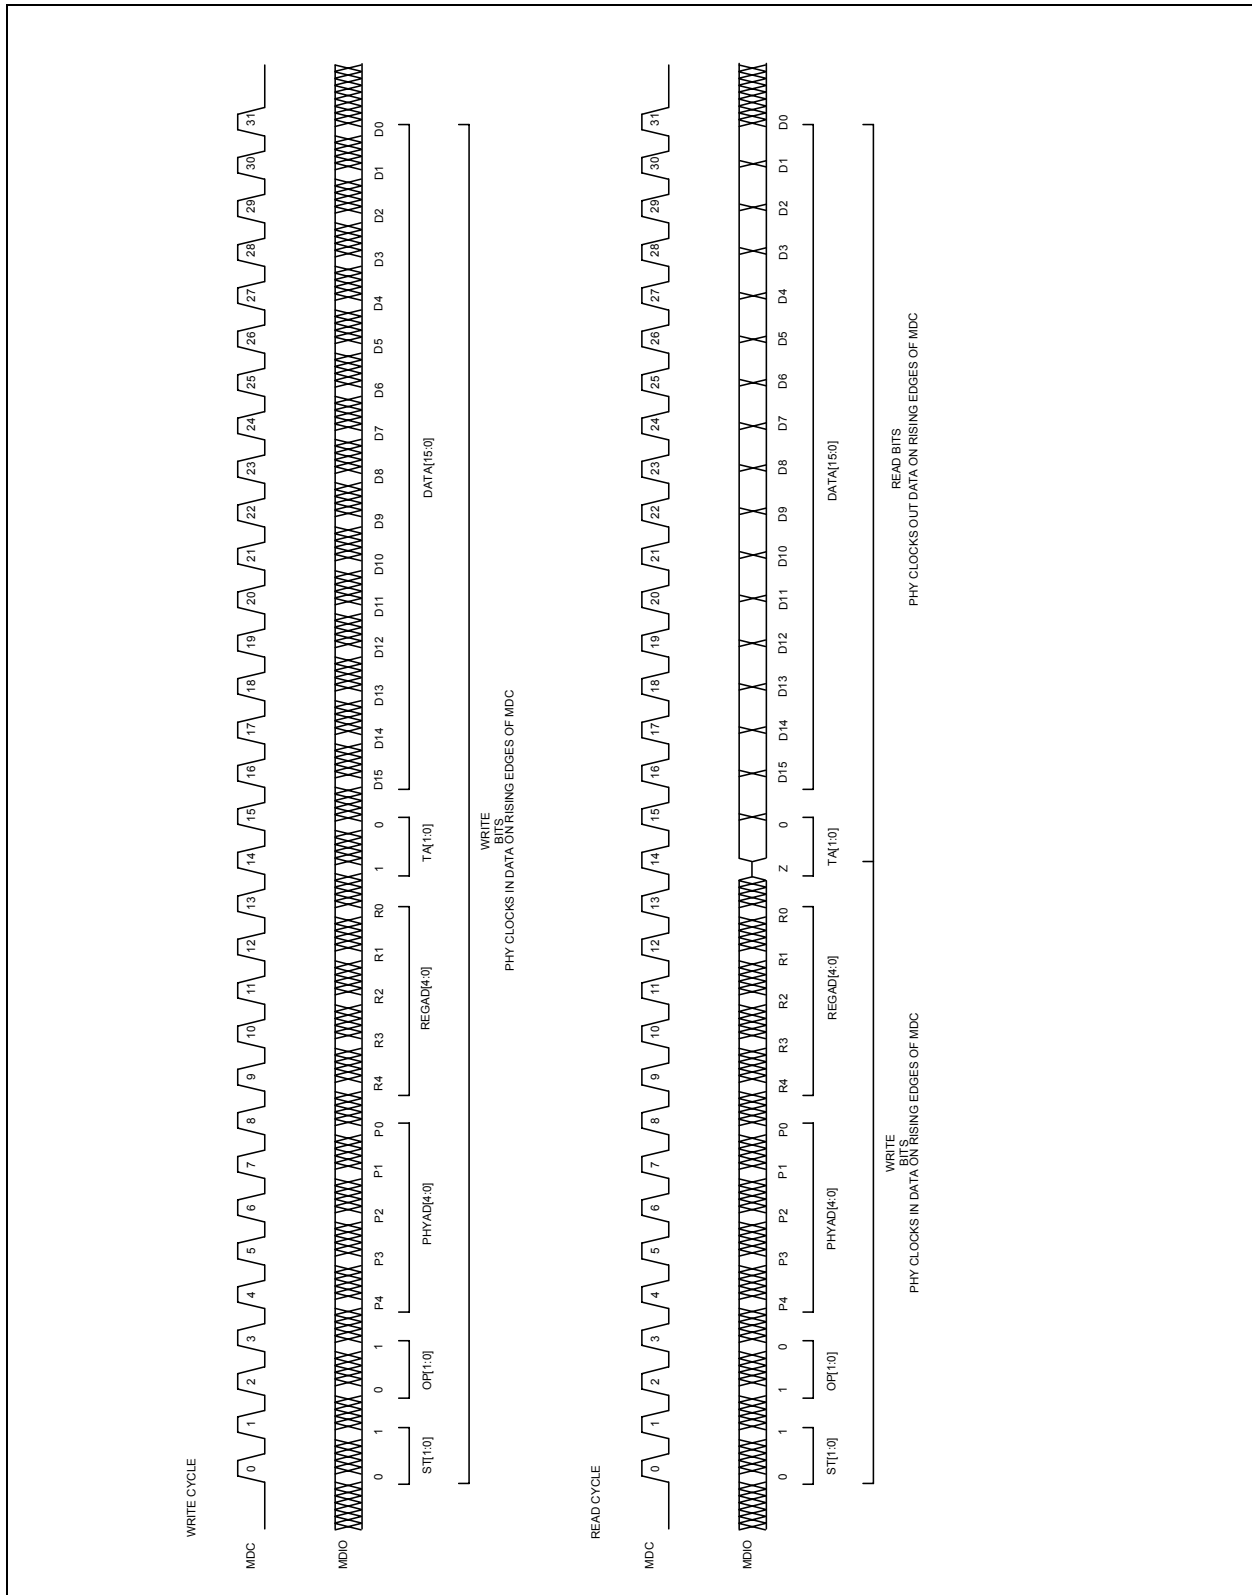 WRITE CYCLE
MDC
0 1 2 3 4 5 6 7 8 9 10 11 12 13 14 15 16 17 18 19 20 21 22 23 24 25 26 27 28 29 30 31
MDIO
0 1 0 1 P4 P3 P2 P1 P0 R4 R3 R2 R1 R0 1 0 D15 D14 D13 D12 D11 D10 D9 D8 D7 D6 D5 D4 D3 D2 D1 D0
ST[1:0] OP[1:0] PHYAD[4:0] REGAD[4:0] TA[1:0] DATA[15:0]
WRITE
BITS
PHY CLOCKS IN DATA ON RISING EDGES OF MDC
READ CYCLE
MDC
0 1 2 3 4 5 6 7 8 9 10 11 12 13 14 15 16 17 18 19 20 21 22 23 24 25 26 27 28 29 30 31
MDIO
0 1 1 0 P4 P3 P2 P1 P0 R4 R3 R2 R1 R0 Z 0 D15 D14 D13 D12 D11 D10 D9 D8 D7 D6 D5 D4 D3 D2 D1 D0
ST[1:0] OP[1:0] PHYAD[4:0] REGAD[4:0] TA[1:0] DATA[15:0]
WRITE
BITS
PHY CLOCKS IN DATA ON RISING EDGES OF MDC
READ BITS
PHY CLOCKS OUT DATA ON RISING EDGES OF MDC